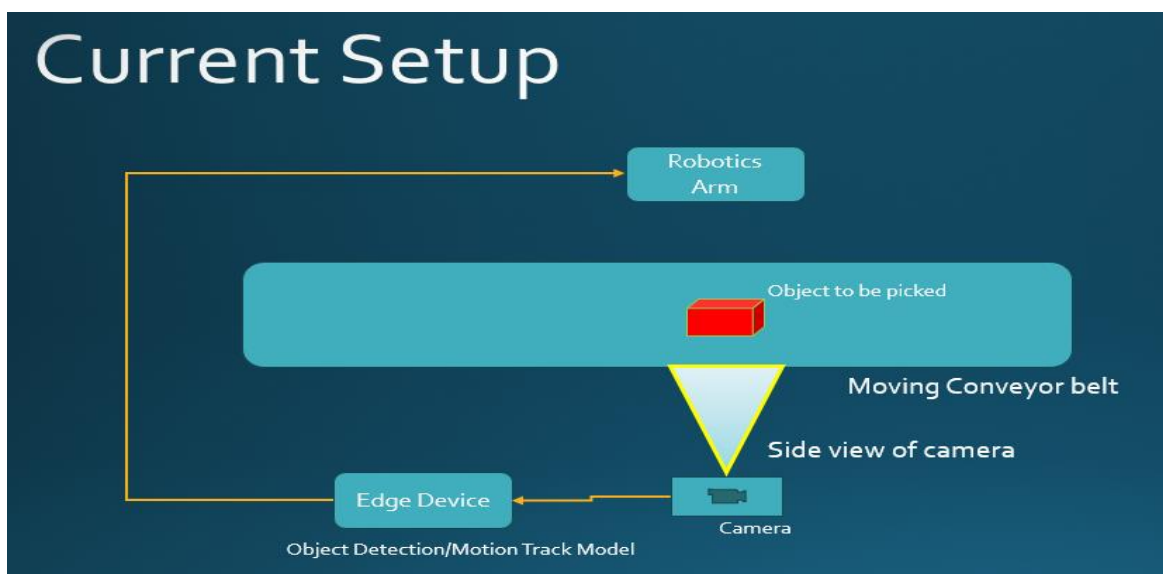 Current Setup
Robotics
Arm
Object to be picked
Moving Conveyor belt
Side view of camera
Edge Device
Camera
Object Detection/Motion Track Model